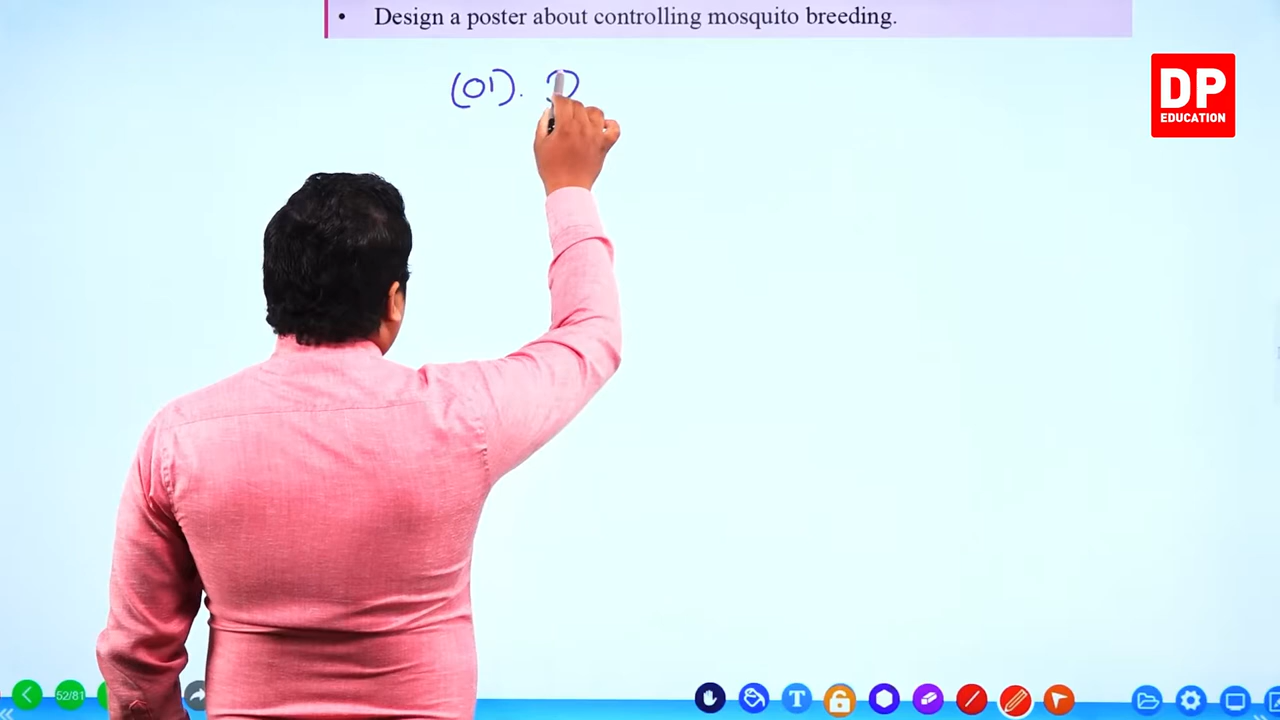 • Design a poster about controlling mosquito breeding.
(01).
DP
EDUCATION
52/81
T